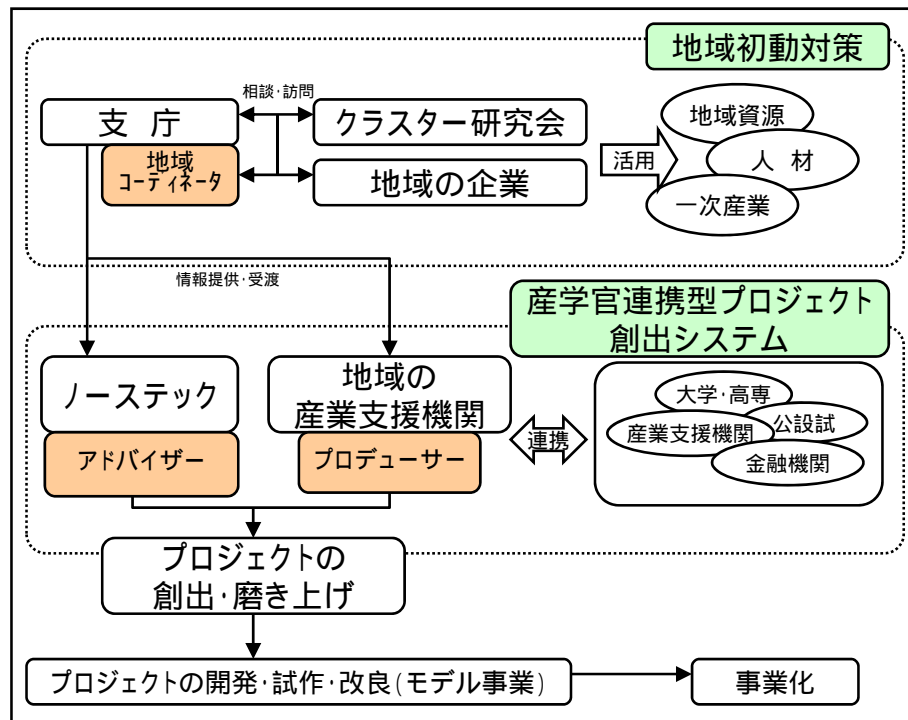 地域初動対策
相談･訪問
支 庁
クラスター研究会
地域資源
地域
コーディネータ
活用
人 材
地域の企業
一次産業
情報提供･受渡
産学官連携型プロジェクト
創出システム
ノーステック
地域の
産業支援機関
大学･高専
公設試
産業支援機関
連携
金融機関
アドバイザー
プロデューサー
プロジェクトの
創出･磨き上げ
プロジェクトの開発･試作･改良(モデル事業)
事業化